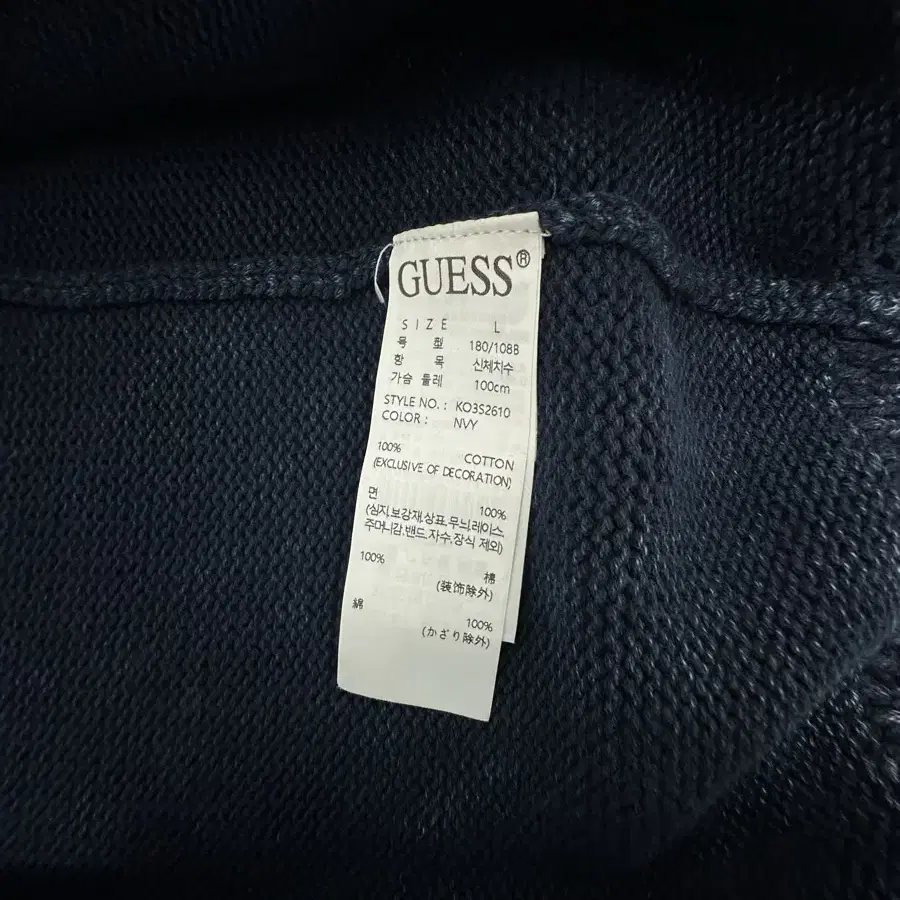 GUESS®
SIZE L
호 형 180/108B
항 목 신체치수
가슴 둘레 100cm
STYLE NO. : KO3S2610
COLOR : NVY
100% COTTON
(EXCLUSIVE OF DECORATION)
면 100%
(심지,보강재,상표,무늬,레이스,
주머니감,밴드,자수,장식 제외)
100% 棉
(装饰除外)
綿 100%
(かざり除外)